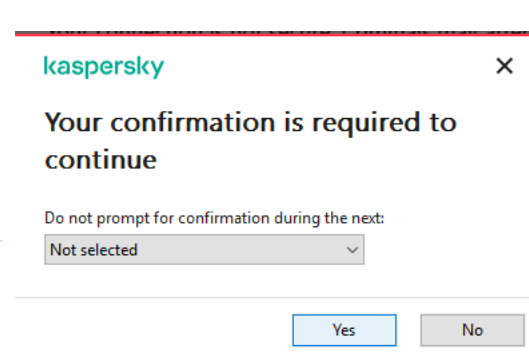 kaspersky
Your confirmation is required to
continue
Do not prompt for confirmation during the next:
Not selected
Yes
No